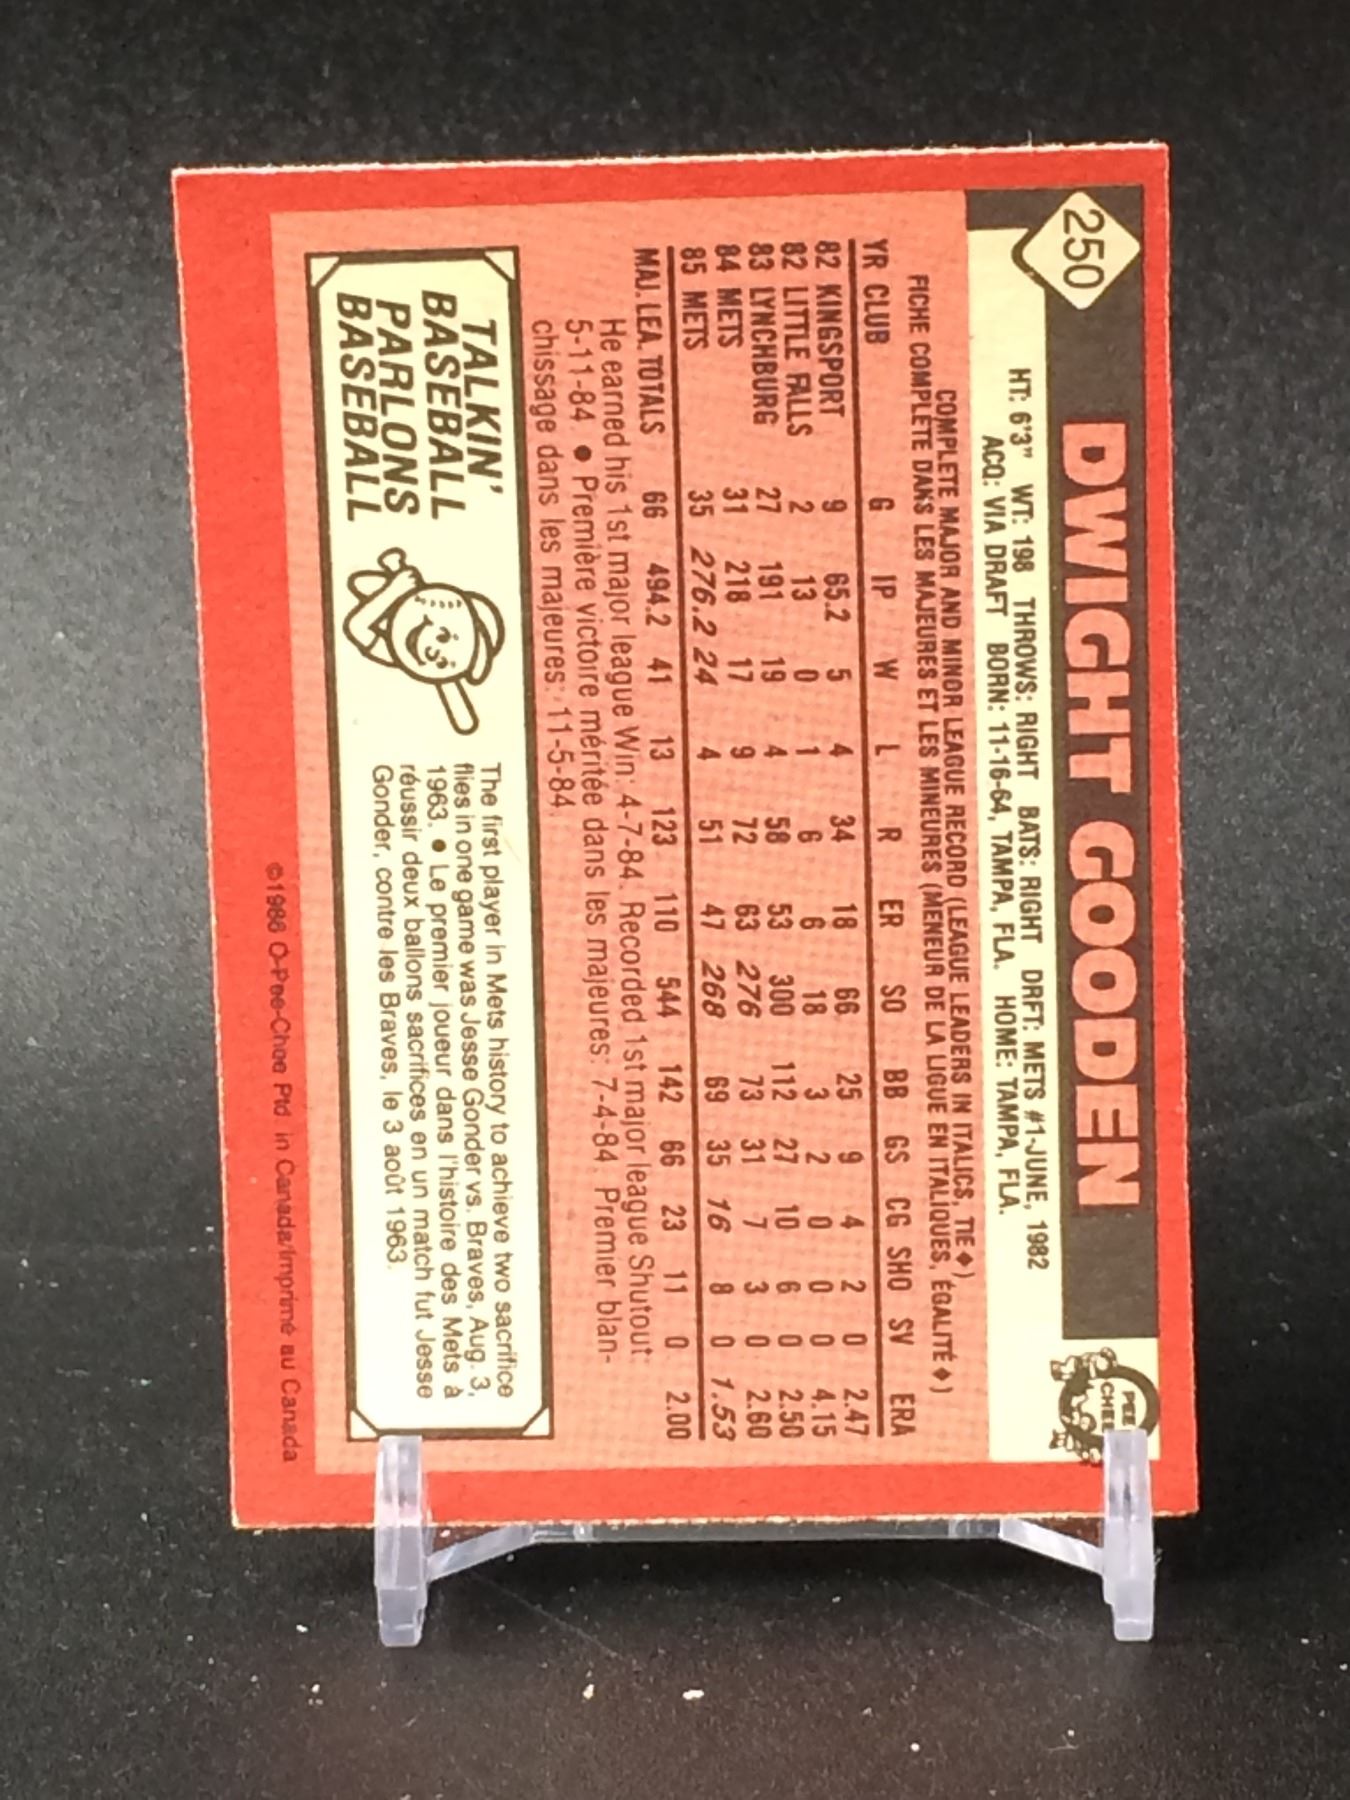 250
DWIGHT GOODEN
PEE
CHEE
HT: 6'3" WT: 198 THROWS: RIGHT BATS: RIGHT DRFT: METS #1-JUNE, 1982
ACQ: VIA DRAFT BORN: 11-16-64, TAMPA, FLA. HOME: TAMPA, FLA.
COMPLETE MAJOR AND MINOR LEAGUE RECORD (LEAGUE LEADERS IN ITALICS, TIE ♦)
FICHE COMPLÈTE DANS LES MAJEURES ET LES MINEURES (MENEUR DE LA LIGUE EN ITALIQUES, ÉGALITÉ ♦)
YR CLUB G IP W L R ER SO BB GS CG SHO SV ERA
82 KINGSPORT 9 65.2 5 4 34 18 66 25 9 4 2 0 2.47
82 LITTLE FALLS 2 13 0 1 6 6 18 3 2 0 0 0 4.15
83 LYNCHBURG 27 191 19 4 58 53 300 112 27 10 6 0 2.50
84 METS 31 218 17 9 72 63 276 73 31 7 3 0 2.60
85 METS 35 276.2 24 4 51 47 268 69 35 16 8 0 1.53
MAJ. LEA. TOTALS 66 494.2 41 13 123 110 544 142 66 23 11 0 2.00
He earned his 1st major league Win: 4-7-84. Recorded 1st major league Shutout:
5-11-84. ● Première victoire méritée dans les majeures: 7-4-84. Premier blan-
chissage dans les majeures: 11-5-84.
TALKIN'
BASEBALL
PARLONS
BASEBALL
The first player in Mets history to achieve two sacrifice
flies in one game was Jesse Gonder vs. Braves, Aug. 3,
1963. ● Le premier joueur dans l'histoire des Mets à
réussir deux ballons sacrifices en un match fut Jesse
Gonder, contre les Braves, le 3 août 1963.
©1986 O-Pee-Chee Ptd. in Canada/Imprimé au Canada